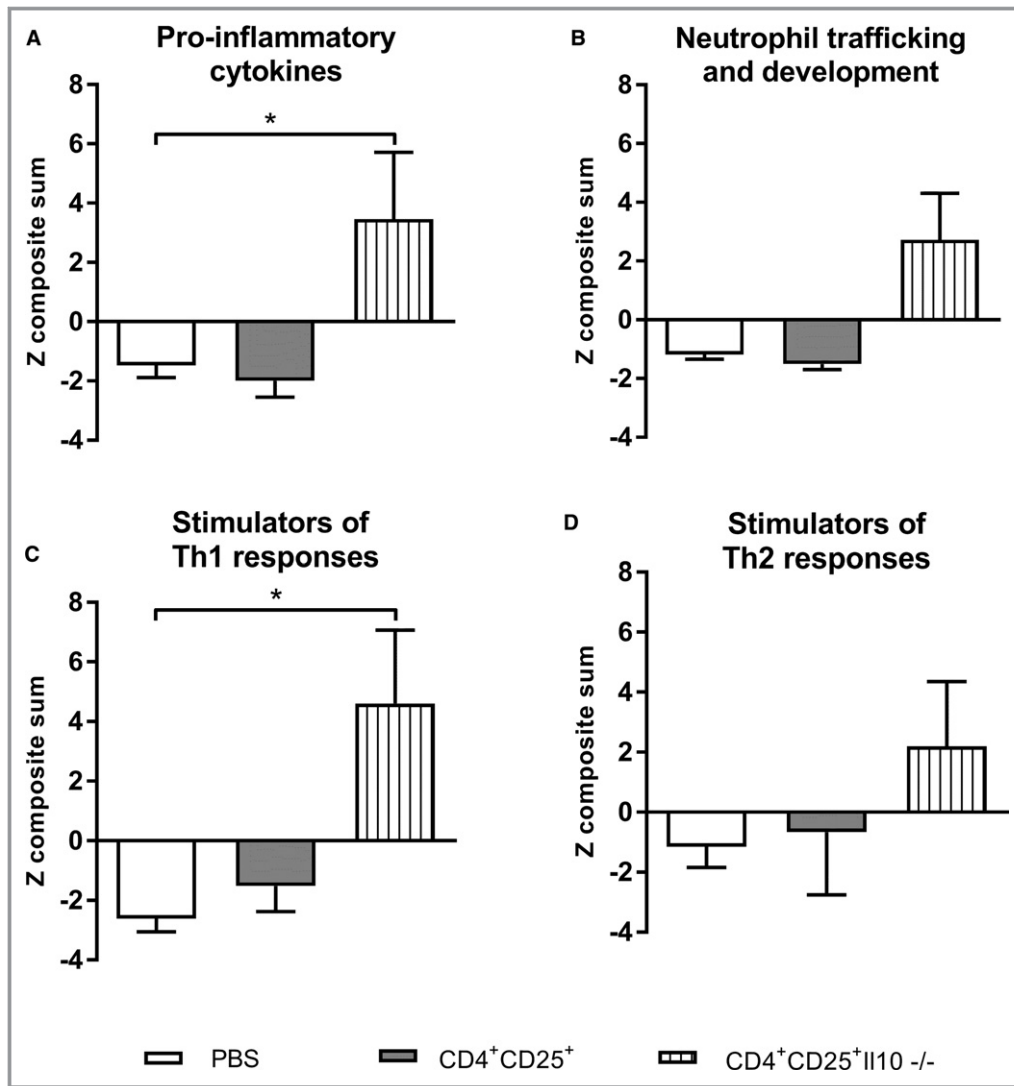 A
Pro-inflammatory
cytokines
Z composite sum
8
6
4
2
0
-2
-4
*
B
Neutrophil trafficking
and development
Z composite sum
8
6
4
2
0
-2
-4
C
Stimulators of
Th1 responses
Z composite sum
8
6
4
2
0
-2
-4
*
D
Stimulators of
Th2 responses
Z composite sum
8
6
4
2
0
-2
-4
PBS
CD4⁺CD25⁺
CD4⁺CD25⁺Il10 -/-